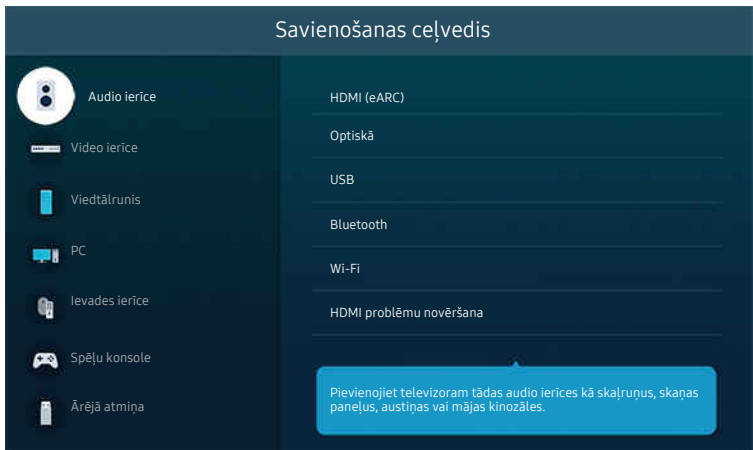 Savienošanas ceļvedis
Audio ierīce
Video ierīce
Viedtālrunis
PC
Ievades ierīce
Spēļu konsole
Ārējā atmiņa
HDMI (eARC)
Optiskā
USB
Bluetooth
Wi-Fi
HDMI problēmu novēršana
Pievienojiet televizoram tādas audio ierīces kā skaļruņus, skaņas
paneļus, austiņas vai mājas kinozāles.